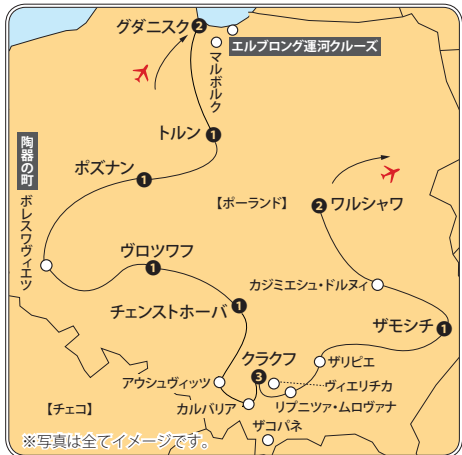 グダニスク 2
エルブロング運河クルーズ
マルボルク
トルン 1
陶器の町
ボレスワヴィエツ
ポズナン 1
【ポーランド】
2 ワルシャワ
ヴロツワフ
1
カジミエシュ・ドルヌィ
チェンストホーバ 1
ザモシチ 1
クラクフ
3
ザリピエ
アウシュヴィッツ
ヴィエリチカ
カルバリア
リプニツァ・ムロヴァナ
【チェコ】
ザコパネ
※写真は全てイメージです。